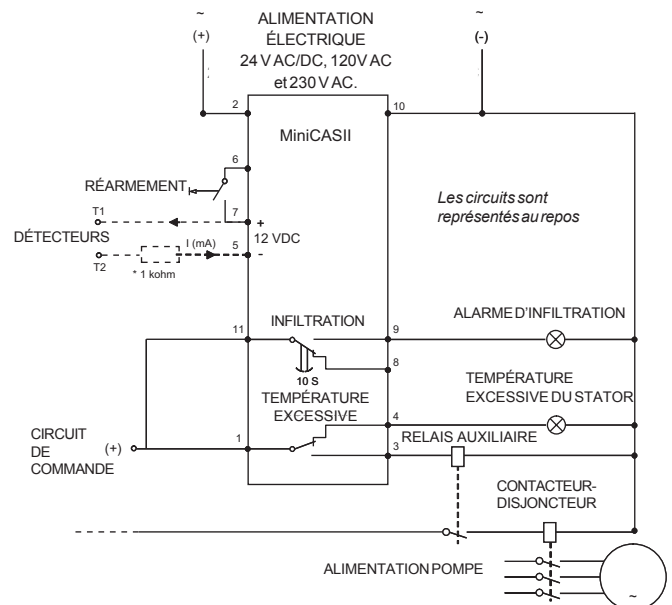 ~
(+)
ALIMENTATION
ÉLECTRIQUE
24 V AC/DC, 120V AC
et 230 V AC.
~
(-)
2
10
MiniCASII
6
RÉARMEMENT
T1
7
+
12 VDC
DÉTECTEURS
I (mA)
5
-
T2
* 1 kohm
Les circuits sont
représentés au repos
11
INFILTRATION
9
ALARME D'INFILTRATION
8
10 S
TEMPÉRATURE
EXCESSIVE
TEMPÉRATURE
EXCESSIVE DU STATOR
4
RELAIS AUXILIAIRE
3
CIRCUIT
DE
COMMANDE
(+)
1
CONTACTEUR-
DISJONCTEUR
ALIMENTATION POMPE
~